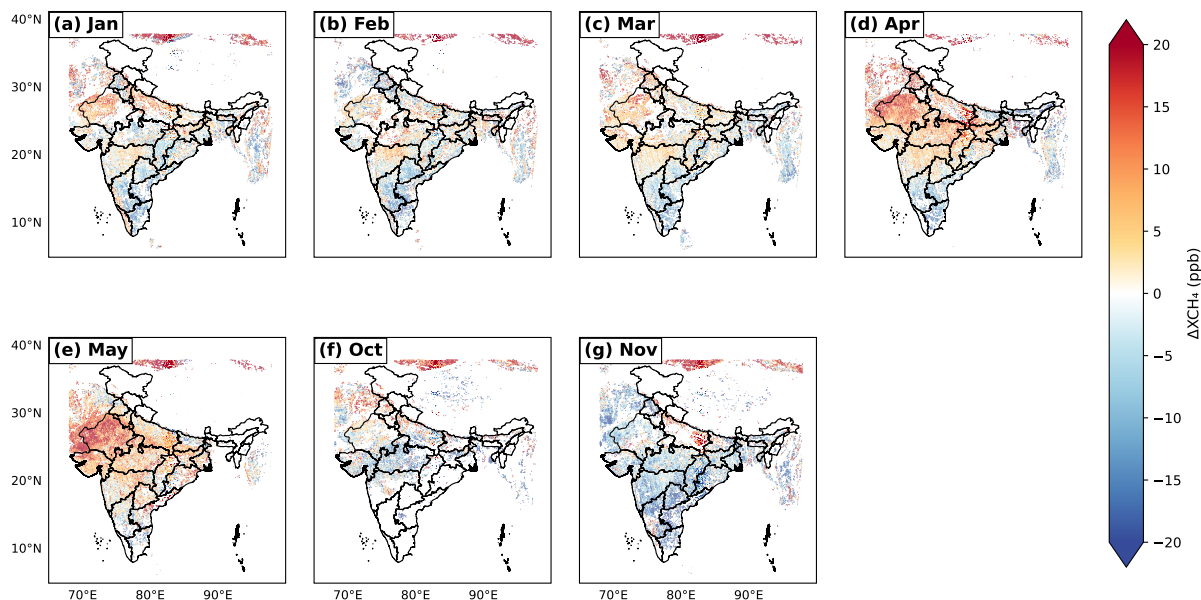 (a) Jan
(b) Feb
(c) Mar
(d) Apr
40°N
30°N
20°N
10°N
(e) May
(f) Oct
(g) Nov
40°N
30°N
20°N
10°N
70°E 80°E 90°E
70°E 80°E 90°E
70°E 80°E 90°E
20
15
10
5
0
−5
−10
−15
−20
ΔXCH₄ (ppb)